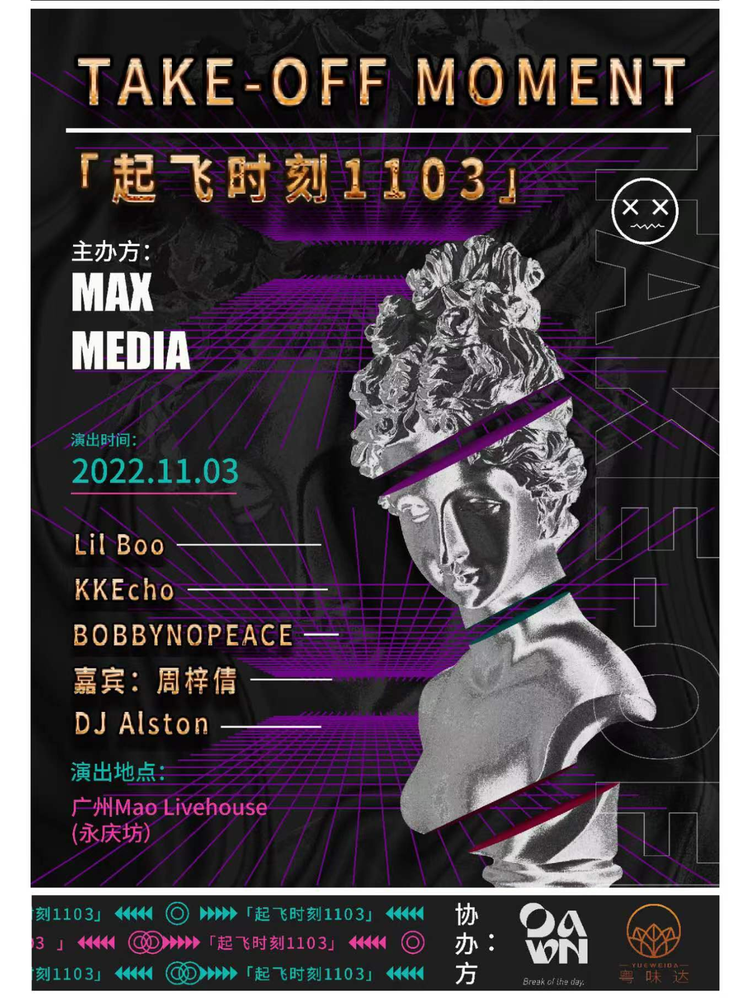 TAKE-OFF MOMENT
「起飞时刻1103」
主办方：
MAX
MEDIA
演出时间：
2022.11.03
Lil Boo
KKEcho
BOBBYNOPEACE
嘉宾：周梓倩
DJ Alston
演出地点：
广州Mao Livehouse
(永庆坊)
TAKE-OF
刻1103」 「起飞时刻1103」
03 」 「起飞时刻1103」
刻1103」 「起飞时刻1103」
协办方：
DAWN
Break of the day.
YUEWEIDA
粤味达